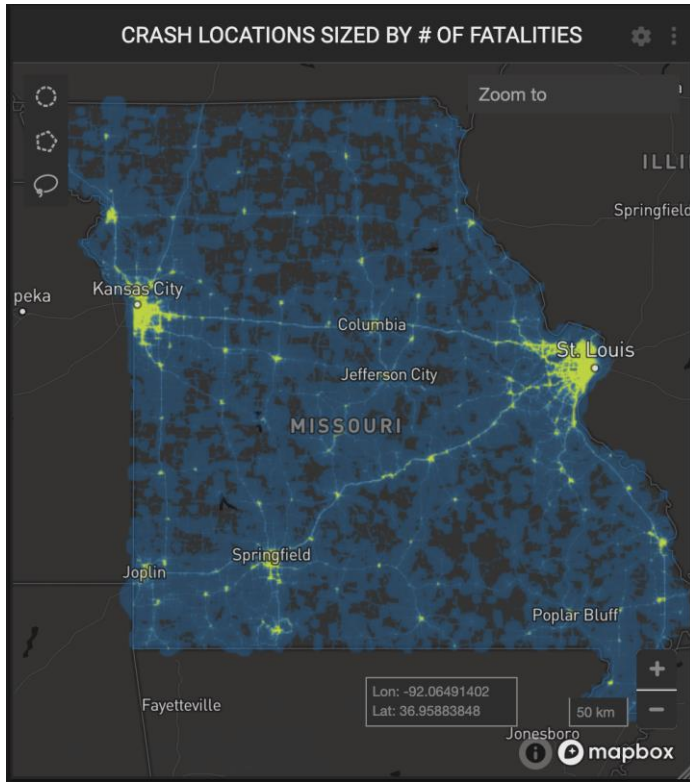 CRASH LOCATIONS SIZED BY # OF FATALITIES
Zoom to
ILLI
Springfield
Kansas City
peka
Columbia
St. Louis
Jefferson City
MISSOURI
Springfield
Joplin
Poplar Bluff
Lon: -92.06491402
Lat: 36.95883848
50 km
Fayetteville
Jonesboro
mapbox